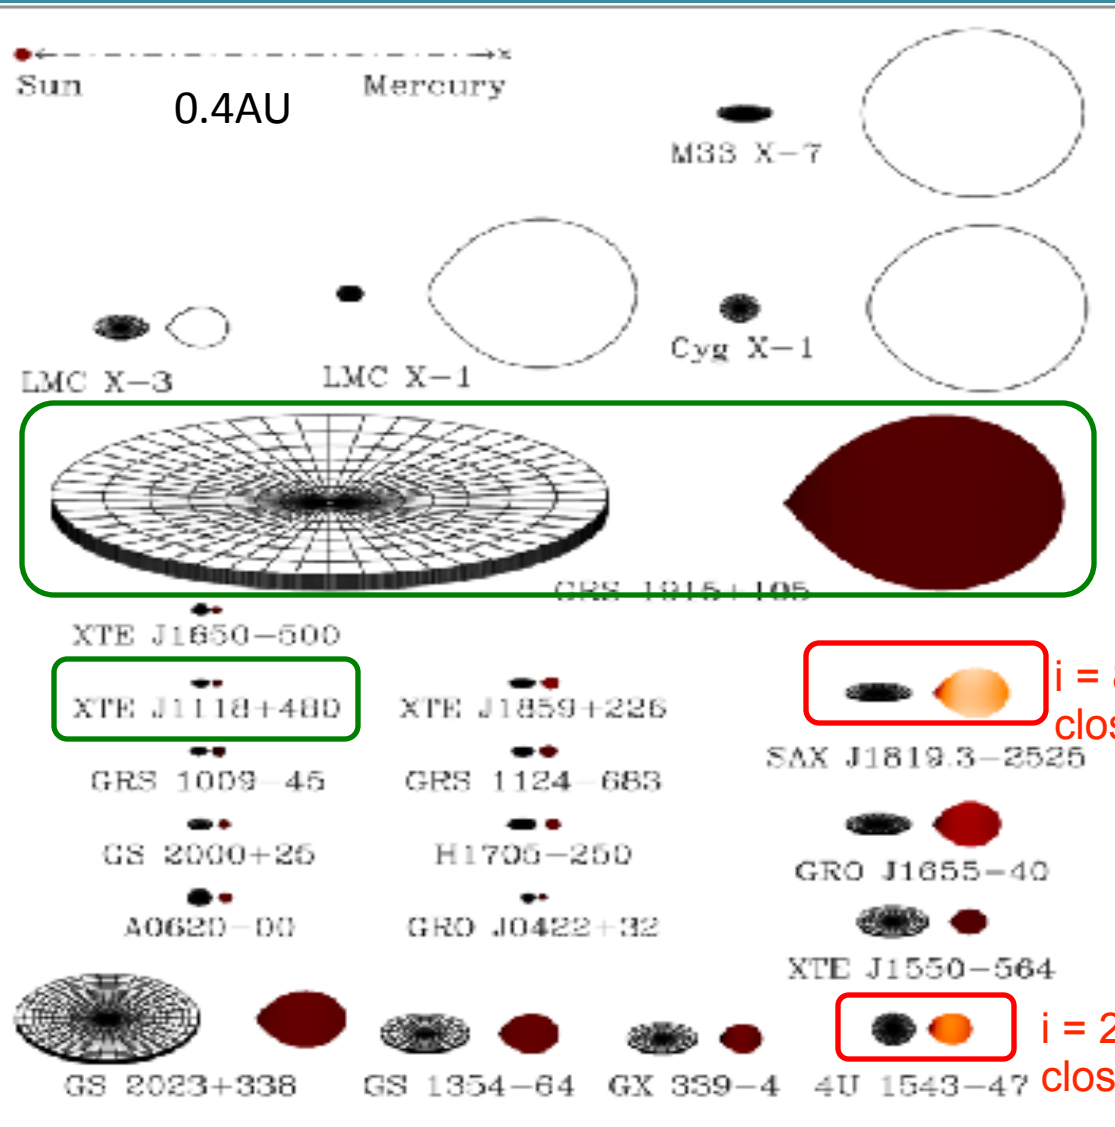 Sun
Mercury
0.4AU
M33 X-7
LMC X-3
LMC X-1
Cyg X-1
GRS 1915+105
XTE J1650-500
XTE J1118+480
XTE J1859+226
i =
SAX J1819.3-2525
GRS 1009-45
GRS 1124-683
GS 2000+25
H1705-250
GRO J1655-40
A0620-00
GRO J0422+32
XTE J1550-564
i = 2
clos
GS 2023+338
GS 1354-64
GX 339-4
4U 1543-47